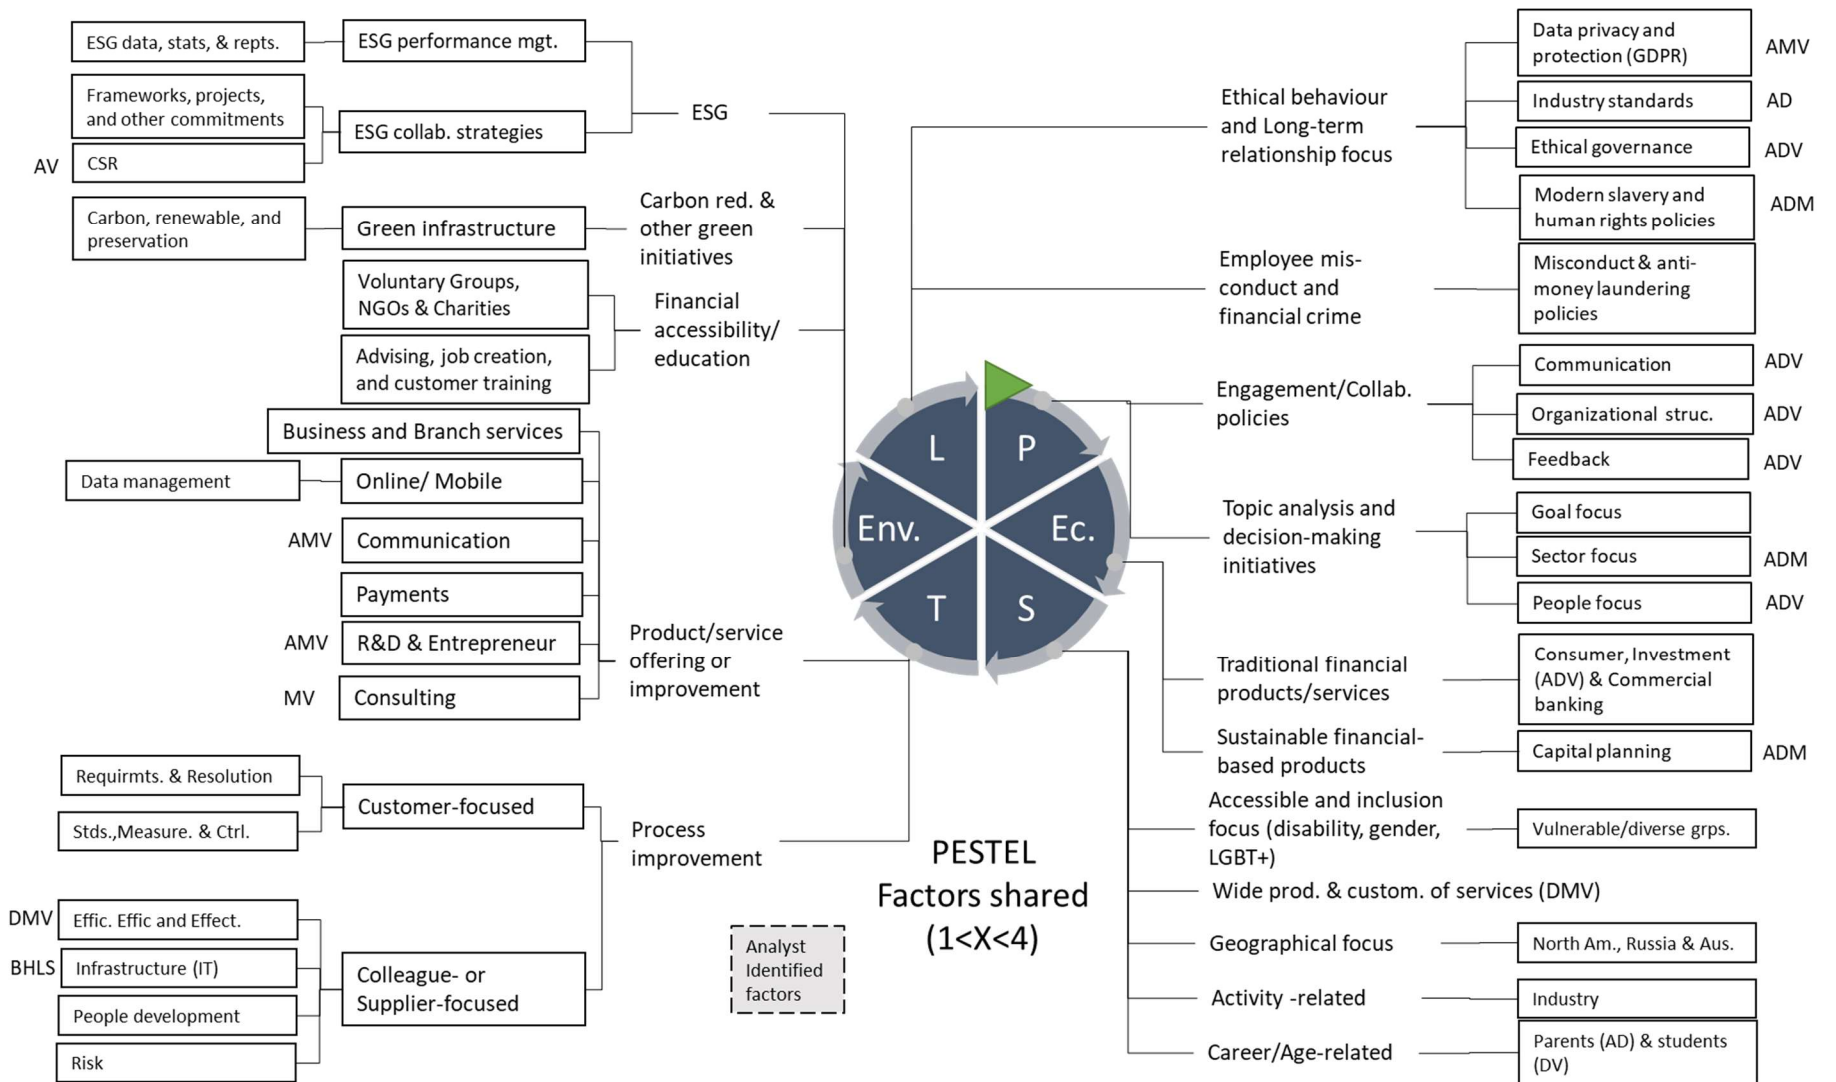 ESG data, stats, & repts.
ESG performance mgt.
Frameworks, projects,
and other commitments
ESG collab. strategies
ESG
AV
CSR
Carbon, renewable, and
preservation
Green infrastructure
Carbon red. &
other green
initiatives
Voluntary Groups,
NGOs & Charities
Advising, job creation,
and customer training
Financial
accessibility/
education
Business and Branch services
Data management
Online/ Mobile
AMV
Communication
Payments
AMV
R&D & Entrepreneur
MV
Consulting
Product/service
offering or
improvement
Requirmts. & Resolution
Stds.,Measure. & Ctrl.
Customer-focused
Process
improvement
DMV
Effic. Effic and Effect.
BHLS
Infrastructure (IT)
People development
Risk
Colleague- or
Supplier-focused
L
P
Env.
Ec.
T
S
PESTEL
Factors shared
(1<X<4)
Analyst
Identified
factors
Ethical behaviour
and Long-term
relationship focus
Data privacy and
protection (GDPR)
AMV
Industry standards
AD
Ethical governance
ADV
Modern slavery and
human rights policies
ADM
Employee mis-
conduct and
financial crime
Misconduct & anti-
money laundering
policies
Engagement/Collab.
policies
Communication
ADV
Organizational struc.
ADV
Feedback
ADV
Topic analysis and
decision-making
initiatives
Goal focus
Sector focus
ADM
People focus
ADV
Traditional financial
products/services
Consumer, Investment
(ADV) & Commercial
banking
Sustainable financial-
based products
Capital planning
ADM
Accessible and inclusion
focus (disability, gender,
LGBT+)
Vulnerable/diverse grps.
Wide prod. & custom. of services (DMV)
Geographical focus
North Am., Russia & Aus.
Activity -related
Industry
Career/Age-related
Parents (AD) & students
(DV)